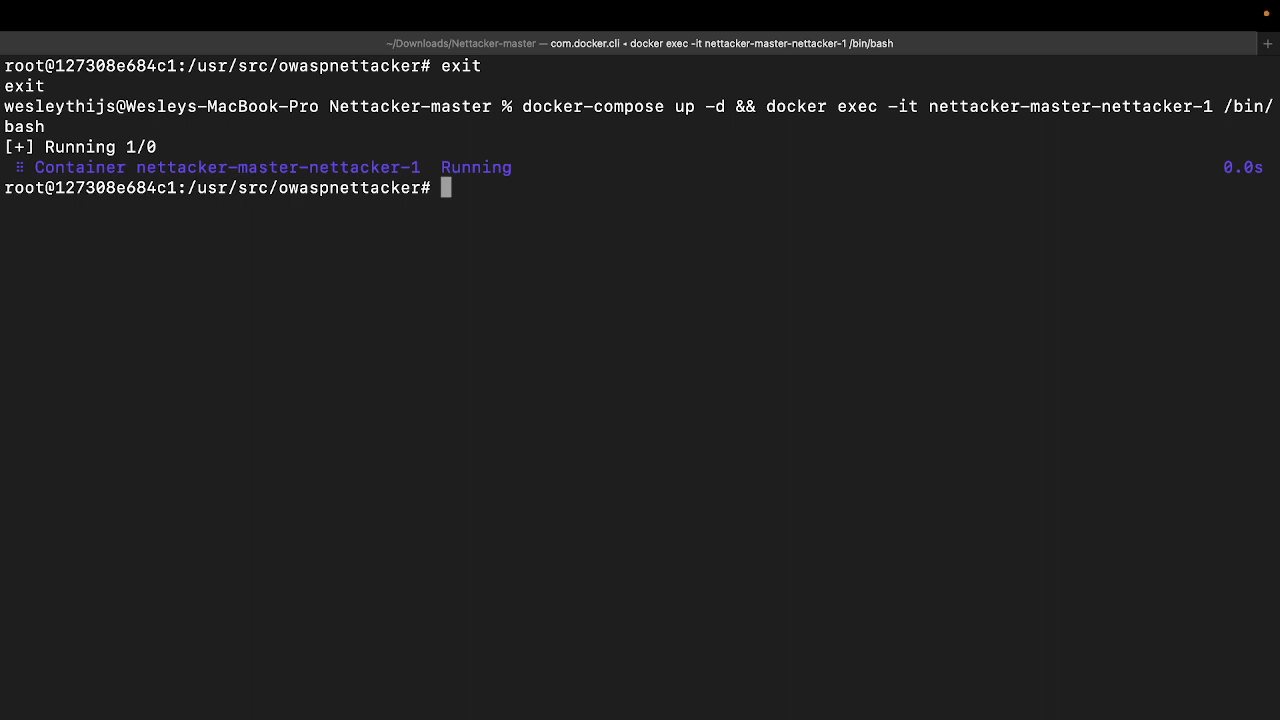 ~/Downloads/Nettacker-master — com.docker.cli • docker exec -it nettacker-master-nettacker-1 /bin/bash
root@127308e684c1:/usr/src/owaspnettacker# exit
exit
wesleythijs@Wesleys-MacBook-Pro Nettacker-master % docker-compose up -d && docker exec -it nettacker-master-nettacker-1 /bin/
bash
[+] Running 1/0
⠿ Container nettacker-master-nettacker-1  Running 0.0s
root@127308e684c1:/usr/src/owaspnettacker#